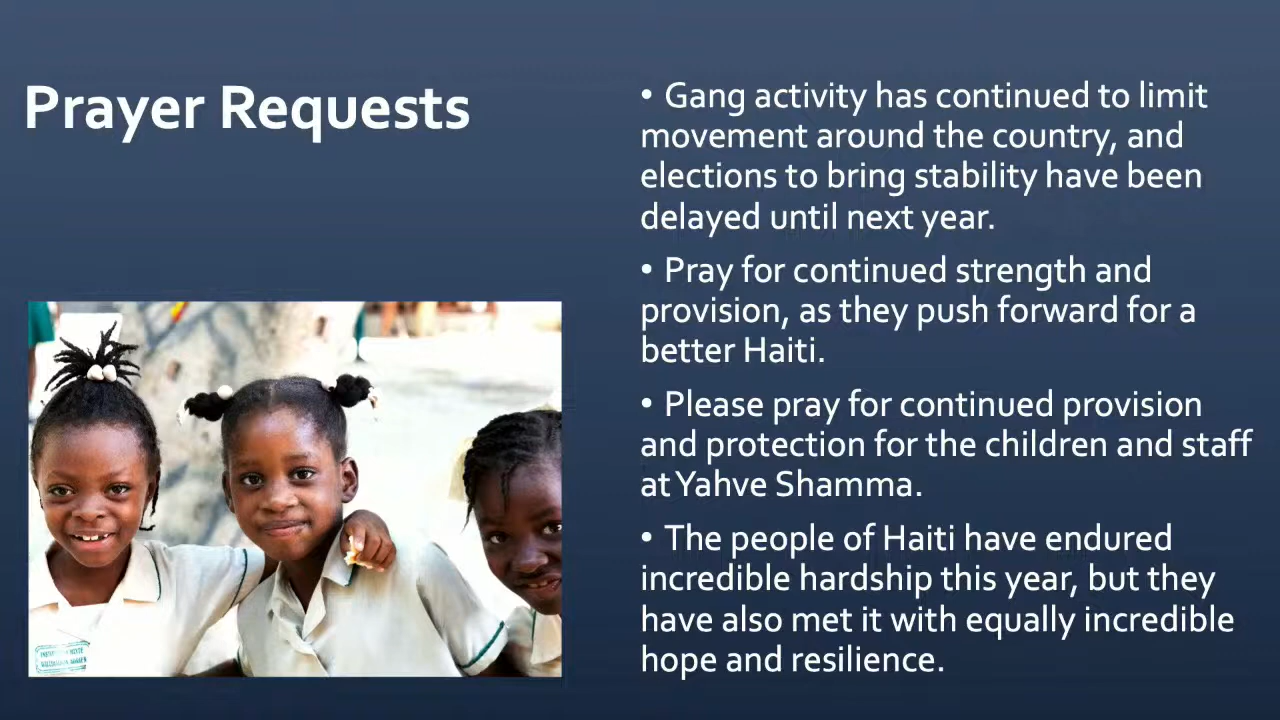 Prayer Requests
• Gang activity has continued to limit
movement around the country, and
elections to bring stability have been
delayed until next year.
• Pray for continued strength and
provision, as they push forward for a
better Haiti.
• Please pray for continued provision
and protection for the children and staff
at Yahve Shamma.
• The people of Haiti have endured
incredible hardship this year, but they
have also met it with equally incredible
hope and resilience.